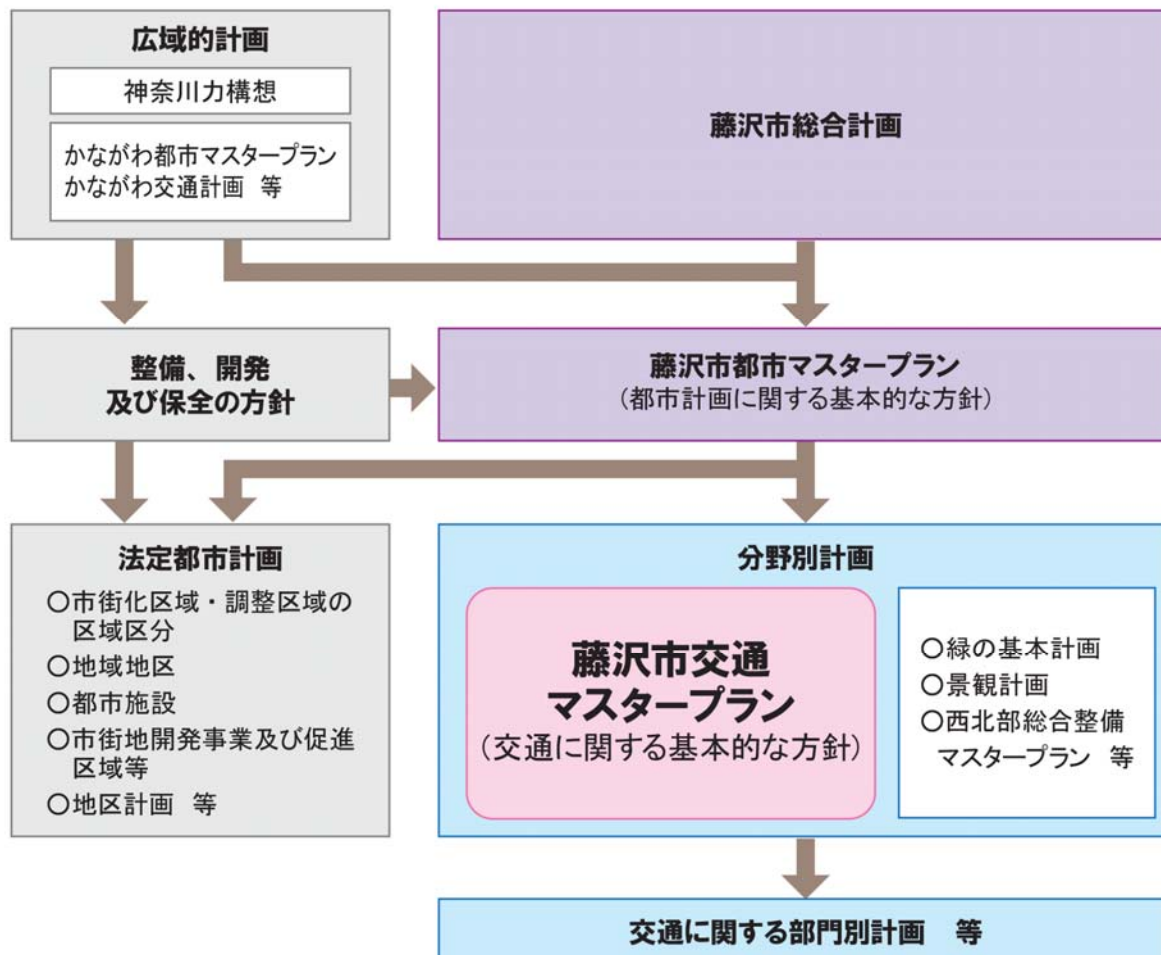 広域的計画
神奈川力構想
かながわ都市マスタープラン
かながわ交通計画 等
藤沢市総合計画
整備、開発
及び保全の方針
藤沢市都市マスタープラン
(都市計画に関する基本的な方針)
法定都市計画
○市街化区域・調整区域の
区域区分
○地域地区
○都市施設
○市街地開発事業及び促進
区域等
○地区計画 等
分野別計画
藤沢市交通
マスタープラン
(交通に関する基本的な方針)
○緑の基本計画
○景観計画
○西北部総合整備
マスタープラン 等
交通に関する部門別計画 等